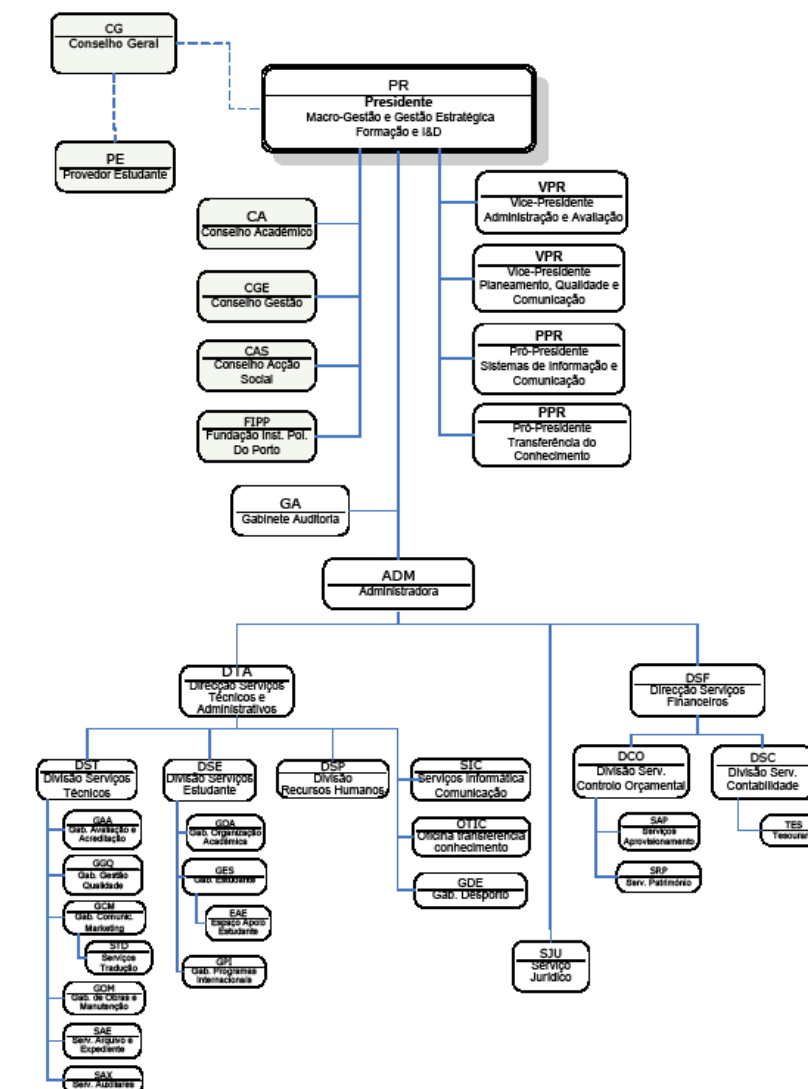 CG
Conselho Geral
PR
Presidente
Macro-Gestão e Gestão Estratégica
Formação e I&D
PE
Provedor Estudante
VPR
Vice-Presidente
Administração e Avaliação
CA
Conselho Académico
VPR
Vice-Presidente
Planeamento, Qualidade e
Comunicação
CGE
Conselho Gestão
PPR
Pró-Presidente
Sistemas de Informação e
Comunicação
CAS
Conselho Acção
Social
PPR
Pró-Presidente
Transferência do
Conhecimento
FIPP
Fundação Inst. Pol.
Do Porto
GA
Gabinete Auditoria
ADM
Administradora
DTA
Direcção Serviços
Técnicos e
Administrativos
DSF
Direcção Serviços
Financeiros
DST
Divisão Serviços
Técnicos
DSE
Divisão Serviços
Estudante
DSP
Divisão
Recursos Humanos
SIC
Serviços Informática
Comunicação
DCO
Divisão Serv.
Controlo Orçamental
DSC
Divisão Serv.
Contabilidade
GAA
Gab. Avaliação e
Acreditação
GOA
Gab. Organização
Académica
OTIC
Oficina transferência
conhecimento
SAP
Serviços
Aprovisionamento
TES
Tesourar
GGQ
Gab. Gestão
Qualidade
GES
Gab. Estudante
GDE
Gab. Desporto
SRP
Serv. Património
GCM
Gab. Comunic.
Marketing
EAE
Espaço Apoio
Estudante
STD
Serviços
Tradução
GPI
Gab. Programas
Internacionais
SJU
Serviço
Jurídico
GOM
Gab. de Obras e
Manutenção
SAE
Serv. Arquivo e
Expediente
SAX
Serv. Auxiliares